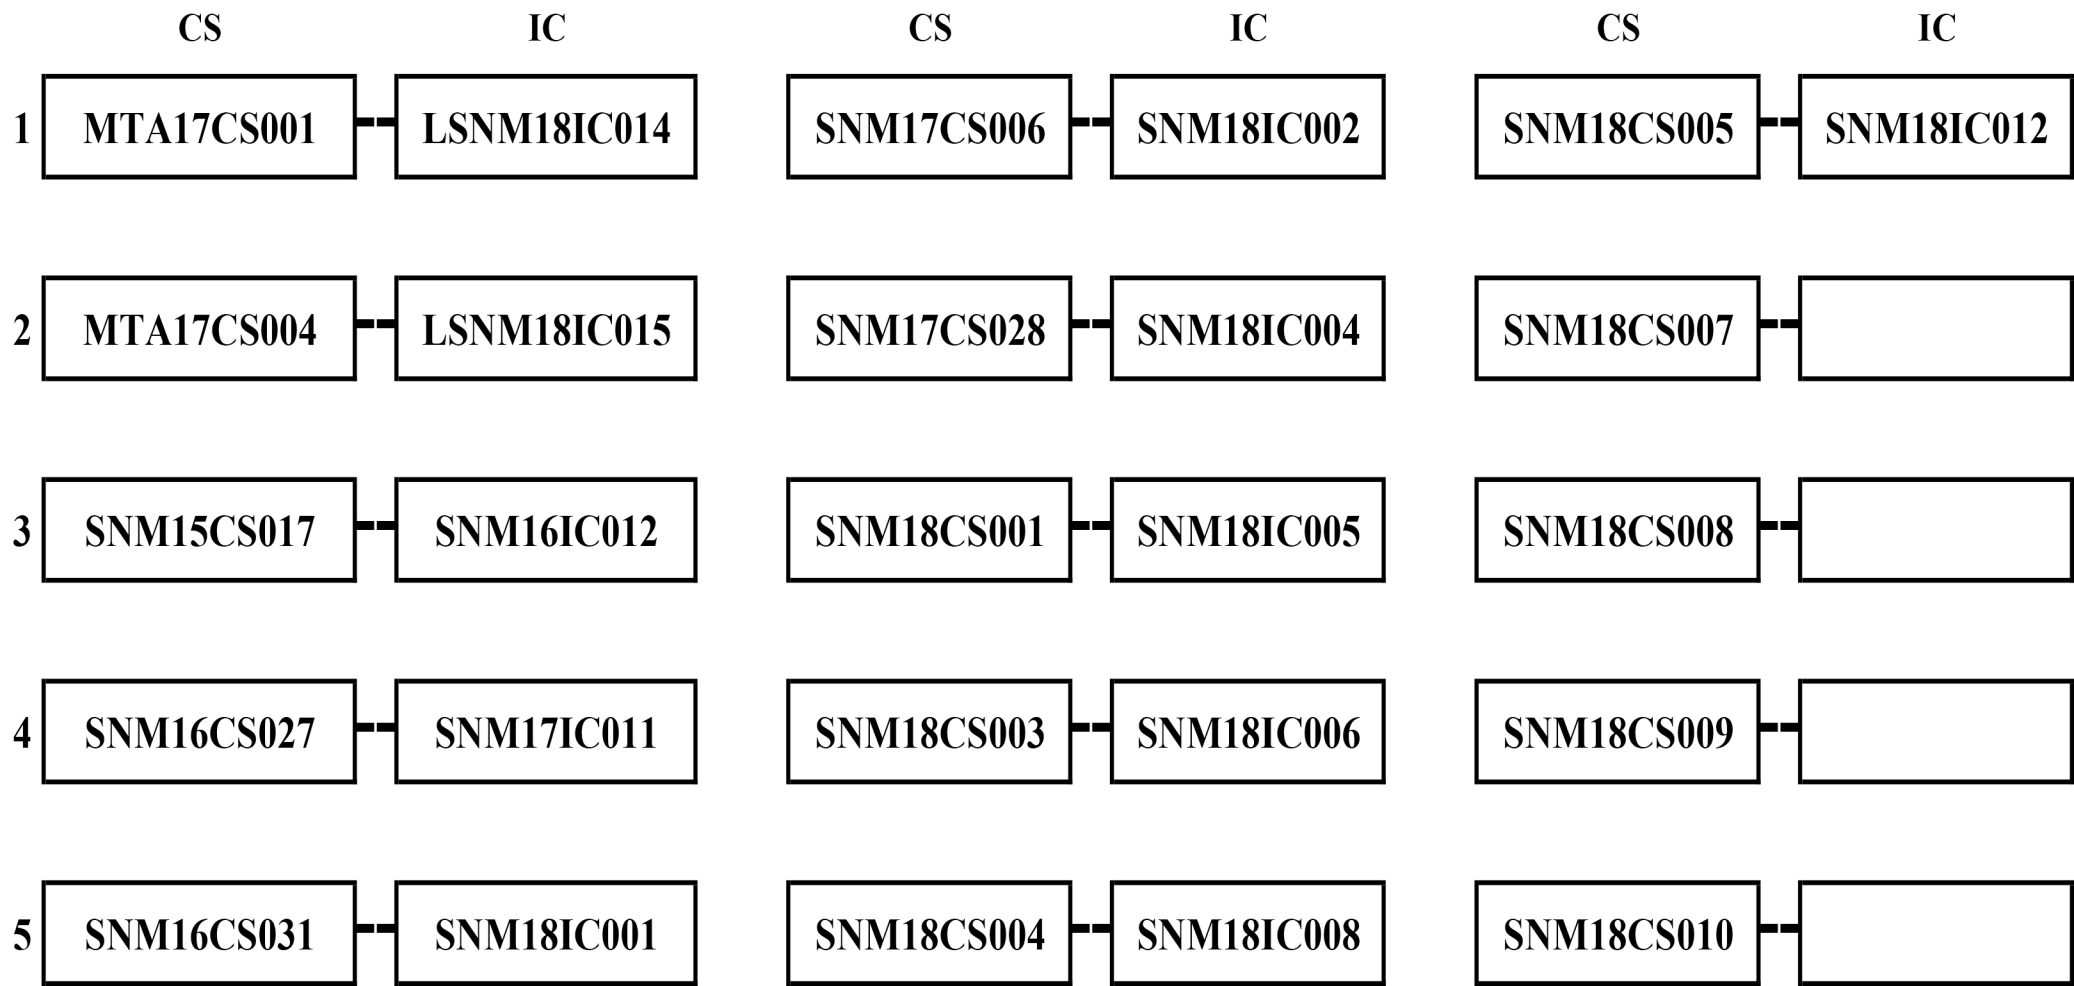 CS IC CS IC CS IC
1 MTA17CS001 LSNM18IC014 SNM17CS006 SNM18IC002 SNM18CS005 SNM18IC012
2 MTA17CS004 LSNM18IC015 SNM17CS028 SNM18IC004 SNM18CS007
3 SNM15CS017 SNM16IC012 SNM18CS001 SNM18IC005 SNM18CS008
4 SNM16CS027 SNM17IC011 SNM18CS003 SNM18IC006 SNM18CS009
5 SNM16CS031 SNM18IC001 SNM18CS004 SNM18IC008 SNM18CS010